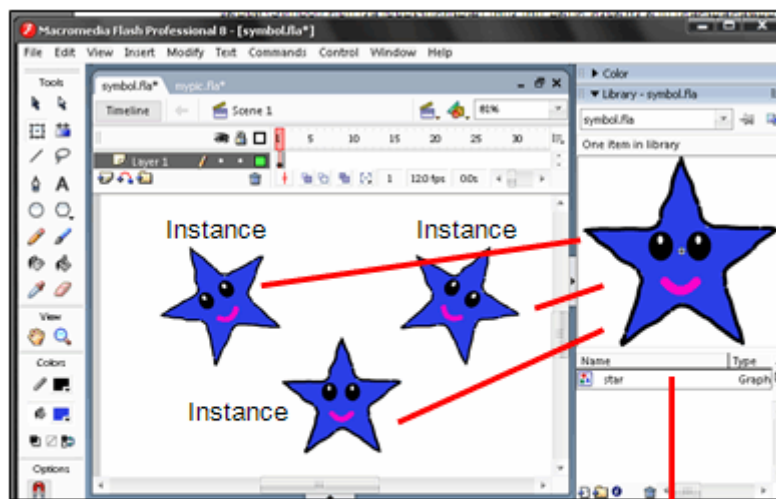 Macromedia Flash Professional 8 - [symbol.fla*]
File Edit View Insert Modify Text Commands Control Window Help
Tools
symbol.fla* mypic.fla*
Timeline Scene 1 81%
1 5 10 15 20 25 30
Layer 1
1 12.0 fps 0.0s
Color
Library - symbol.fla
symbol.fla
One item in library
Instance Instance
Instance
View
Colors
Options
Name Type
star Graph